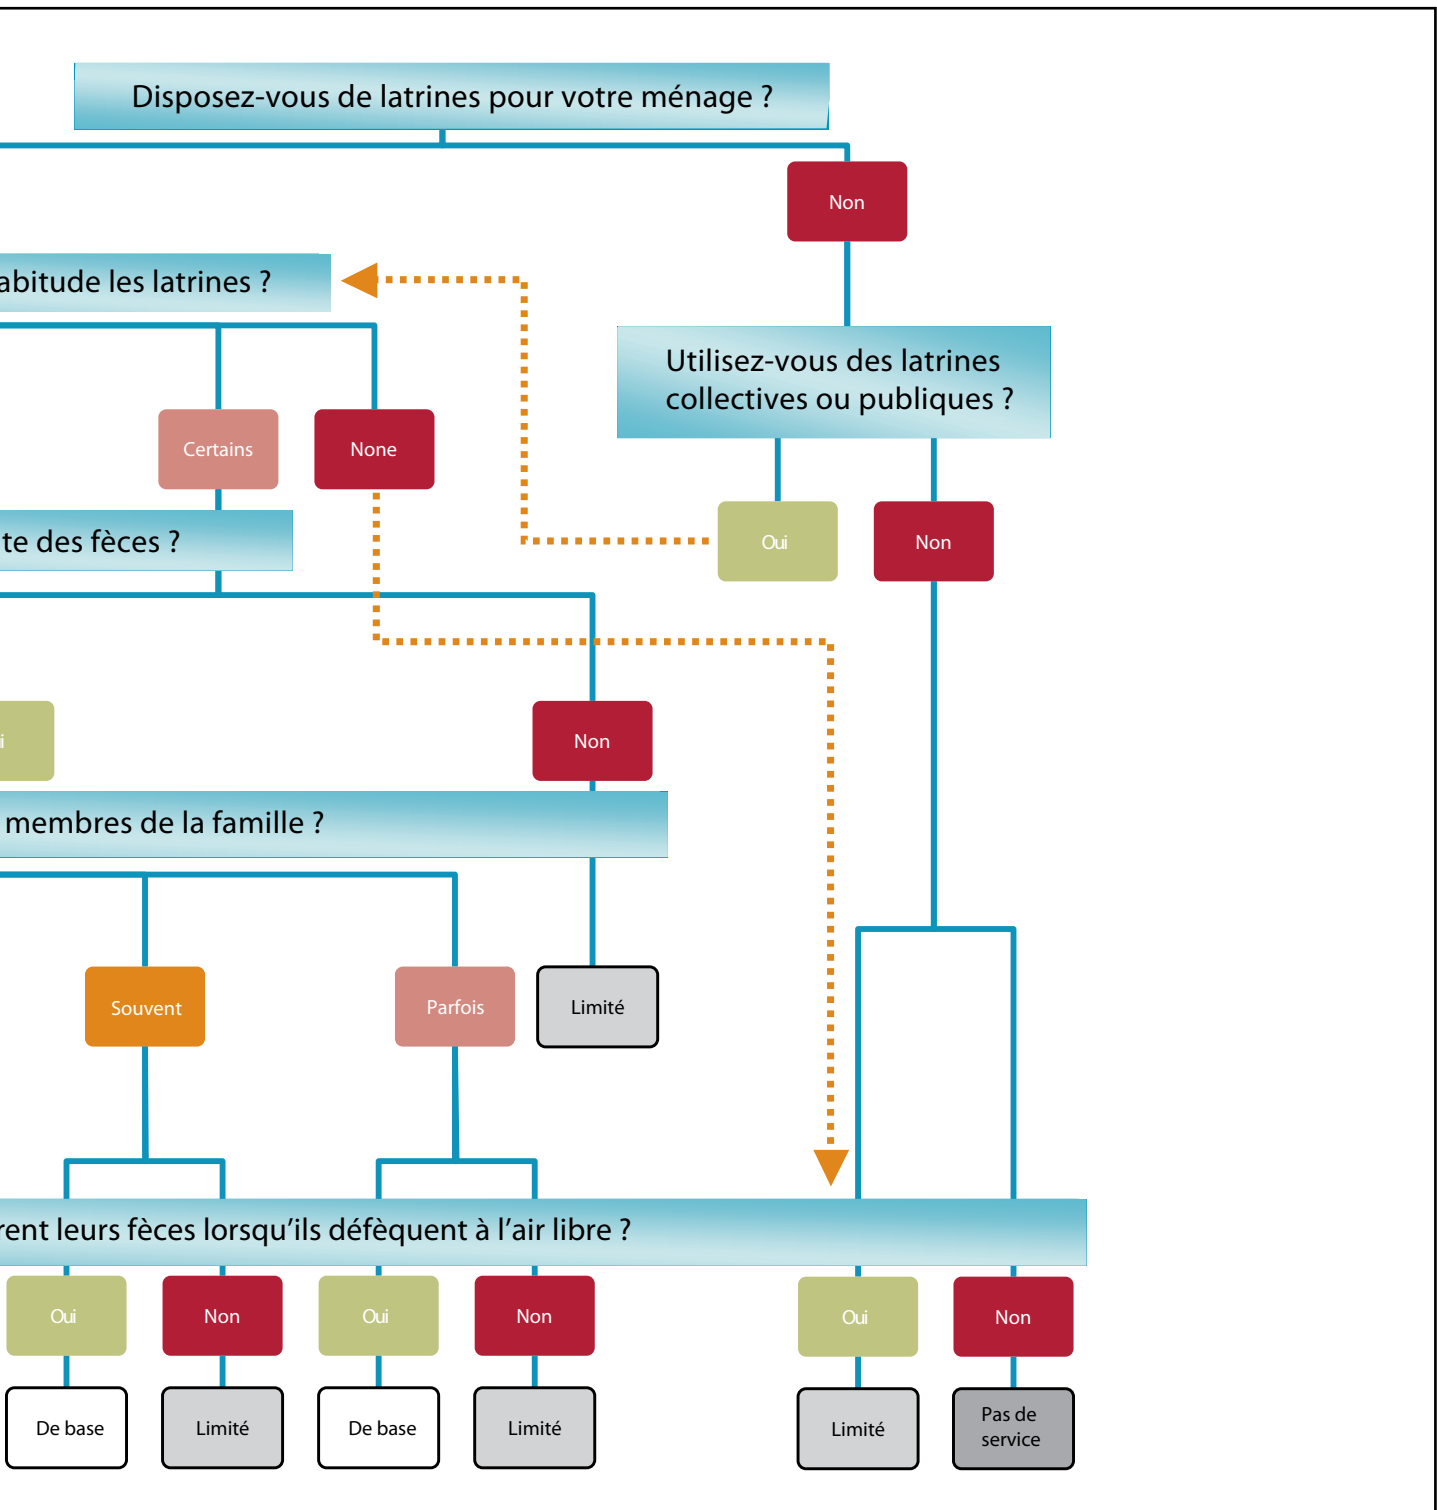 Disposez-vous de latrines pour votre ménage ?
Non
abitude les latrines ?
Utilisez-vous des latrines
collectives ou publiques ?
Certains
None
te des fèces ?
Oui
Non
i
Non
membres de la famille ?
Souvent
Parfois
Limité
rent leurs fèces lorsqu’ils défèquent à l’air libre ?
Oui
Non
Oui
Non
Oui
Non
De base
Limité
De base
Limité
Limité
Pas de
service